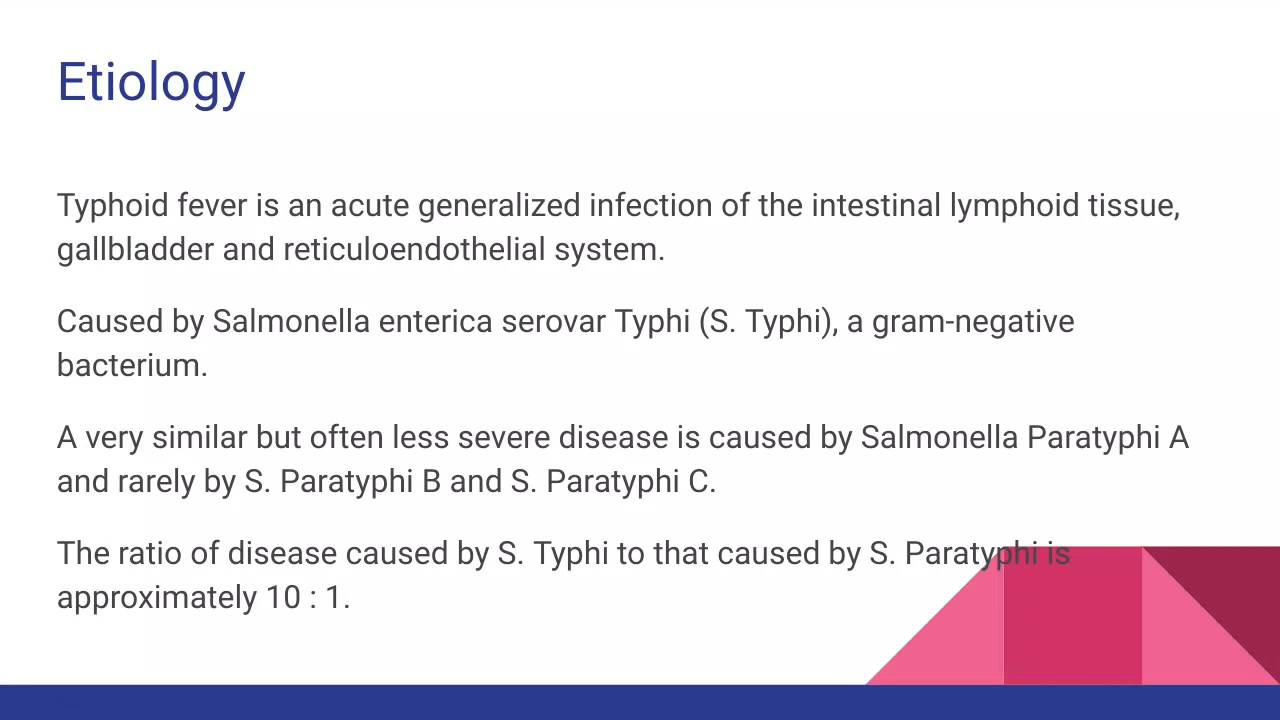 Etiology
Typhoid fever is an acute generalized infection of the intestinal lymphoid tissue,
gallbladder and reticuloendothelial system.
Caused by Salmonella enterica serovar Typhi (S. Typhi), a gram-negative
bacterium.
A very similar but often less severe disease is caused by Salmonella Paratyphi A
and rarely by S. Paratyphi B and S. Paratyphi C.
The ratio of disease caused by S. Typhi to that caused by S. Paratyphi is
approximately 10 : 1.